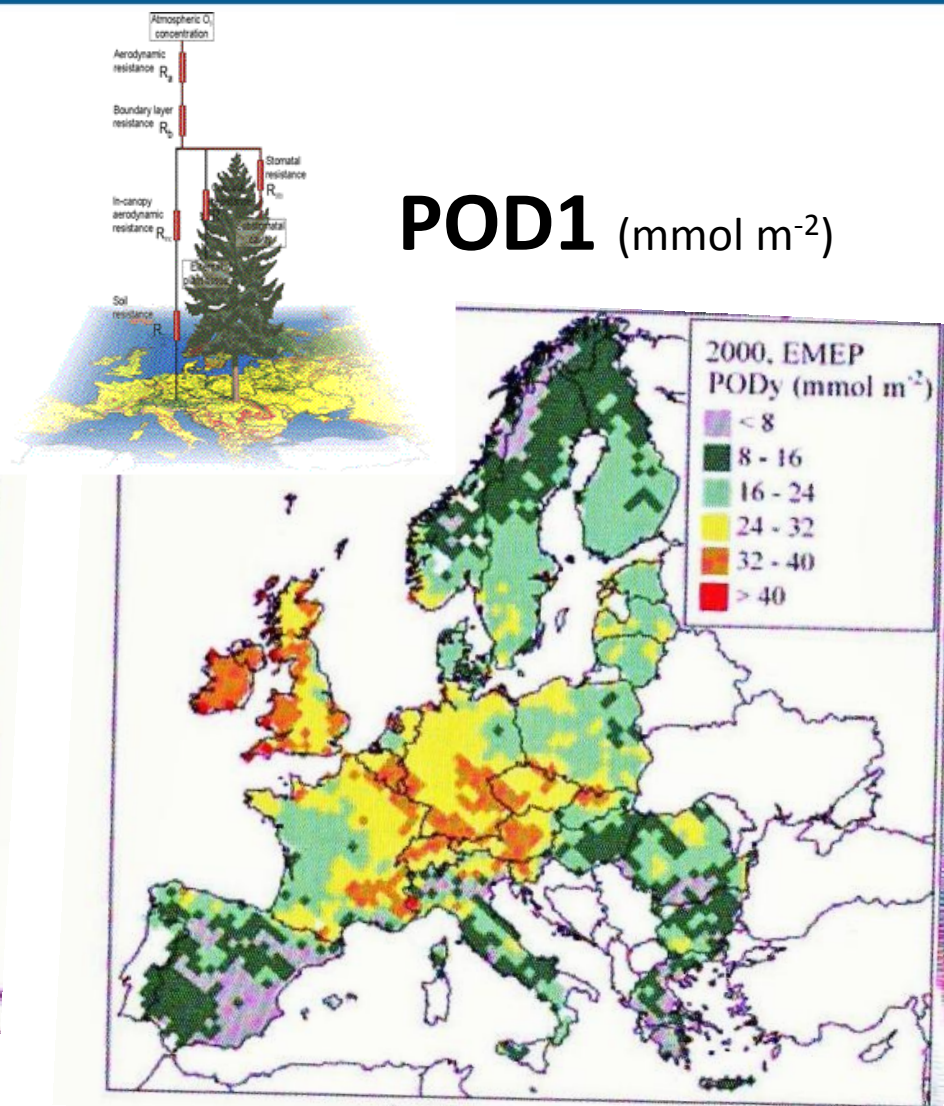 Atmospheric O₃
concentration
Aerodynamic
resistance Rₐ
Boundary layer
resistance R_b
Stomatal
resistance
In-canopy
aerodynamic
resistance
Soil
resistance
POD1 (mmol m⁻²)
2000, EMEP
PODy (mmol m⁻²)
< 8
8 - 16
16 - 24
24 - 32
32 - 40
> 40